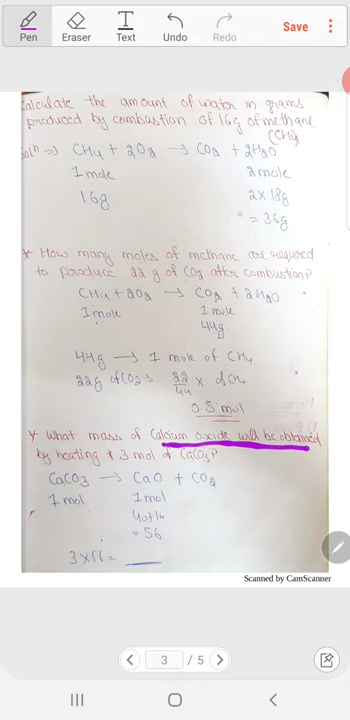 Pen
Eraser
Text
Undo
Redo
Save
Calculate the amount of water in grams
produced by combustion of 16g of methane
(CH4)
Solⁿ ⇒ CH4 + 2O2 → CO2 + 2H2O
1 mole 2 mole
16g 2×18g
= 36g
* How many moles of methane are required
to produce 22 g of CO2 after combustion?
CH4 + 2O2 → CO2 + 2H2O
1 mole 1 mole
44g
44g → 1 mole of CH4
22g of CO2 → 22/44 × of CH4
0.5 mol
* What mass of Calcium oxide will be obtained
by heating 3 mol of CaCO3?
CaCO3 → CaO + CO2
1 mol 1 mol
40+16
= 56
3×56 =
Scanned by CamScanner
3 / 5